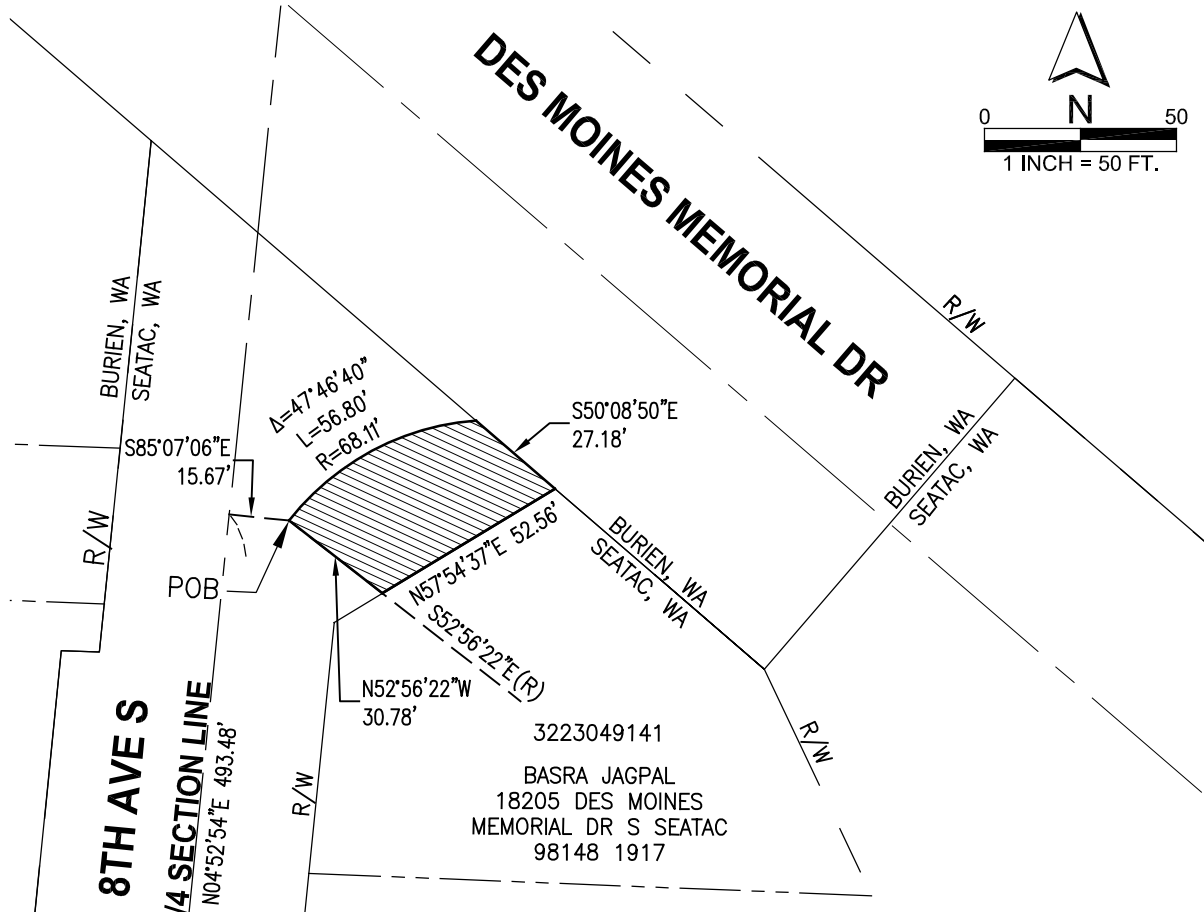 DES MOINES MEMORIAL DR
N
0 50
1 INCH = 50 FT.
R/W
BURIEN, WA
SEATAC, WA
Δ=47°46'40"
L=56.80'
R=68.11'
S50°08'50"E
27.18'
S85°07'06"E
15.67'
BURIEN, WA
SEATAC, WA
R/W
POB
N57°54'37"E 52.56'
BURIEN, WA
SEATAC, WA
S52°56'22"E(R)
N52°56'22"W
30.78'
R/W
R/W
8TH AVE S
1/4 SECTION LINE
N04°52'54"E 493.48'
3223049141
BASRA JAGPAL
18205 DES MOINES
MEMORIAL DR S SEATAC
98148 1917